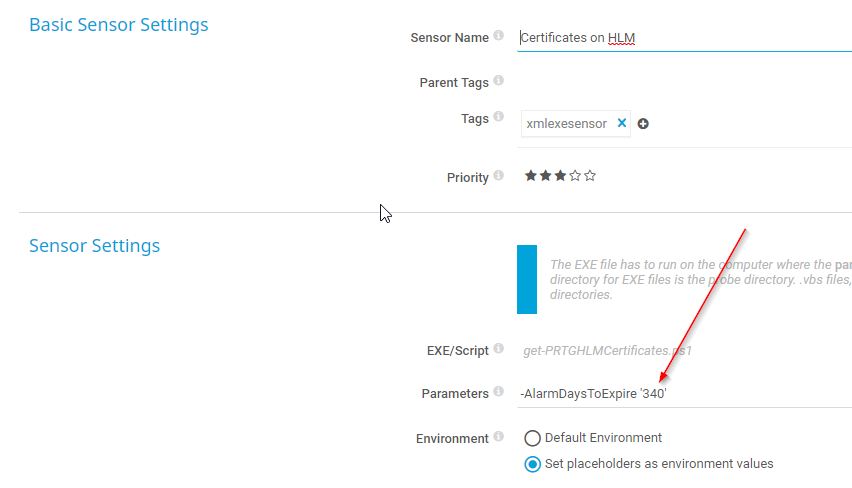 Basic Sensor Settings
Sensor Name Certificates on HLM
Parent Tags
Tags xmlexesensor
Priority
Sensor Settings
The EXE file has to run on the computer where the par
directory for EXE files is the probe directory. .vbs files,
directories.
EXE/Script get-PRTGHLMCertificates.ps1
Parameters -AlarmDaysToExpire '340'
Environment Default Environment
Set placeholders as environment values